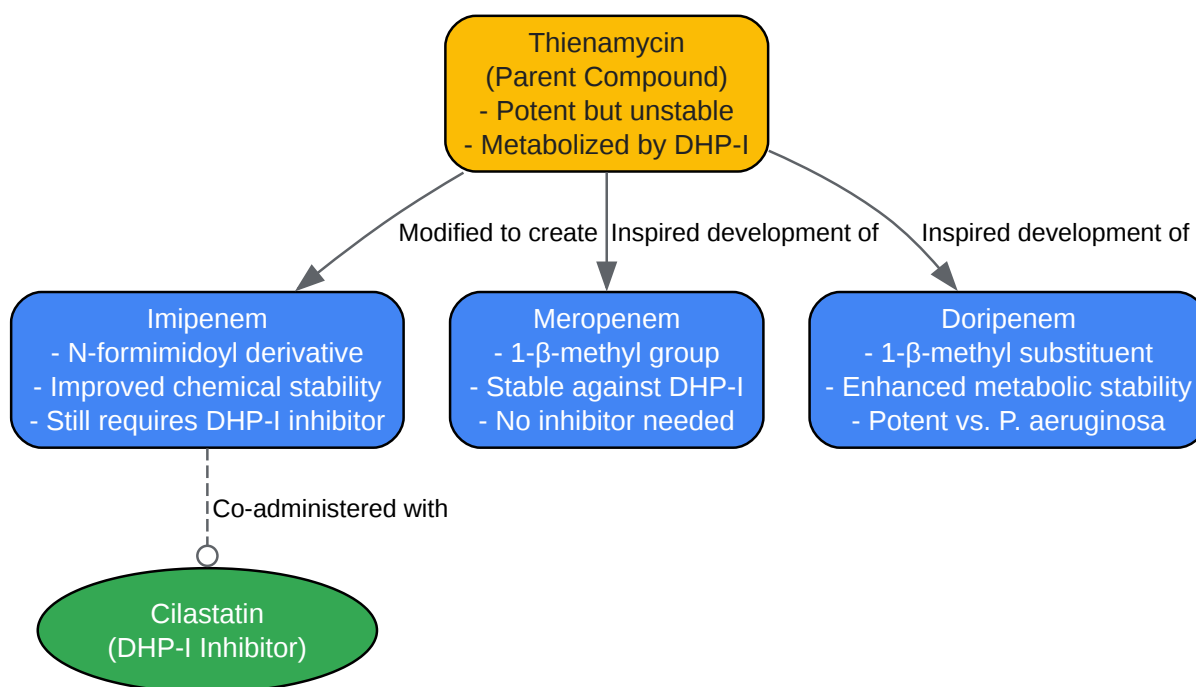 Thienamycin
(Parent Compound)
- Potent but unstable
- Metabolized by DHP-I
Modified to create
Inspired development of
Inspired development of
Imipenem
- N-formimidoyl derivative
- Improved chemical stability
- Still requires DHP-I inhibitor
Meropenem
- 1-β-methyl group
- Stable against DHP-I
- No inhibitor needed
Doripenem
- 1-β-methyl substituent
- Enhanced metabolic stability
- Potent vs. P. aeruginosa
Co-administered with
Cilastatin
(DHP-I Inhibitor)